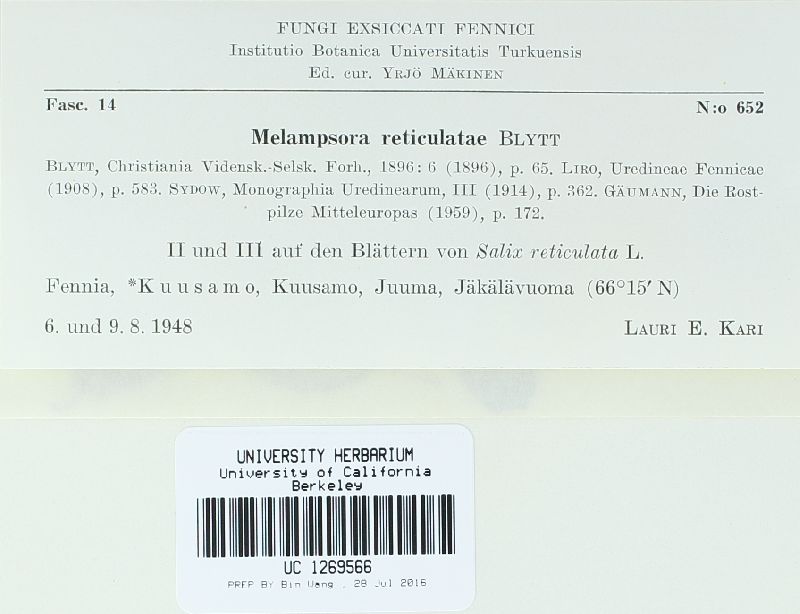 FUNGI EXSICCATI FENNICI
Institutio Botanica Universitatis Turkuensis
Ed. cur. YRJÖ MÄKINEN
Fasc. 14
N:o 652
Melampsora reticulatae BLYTT
BLYTT, Christiania Vidensk.-Selsk. Forh., 1896: 6 (1896), p. 65. LIRO, Uredineae Fennicae
(1908), p. 583. SYDOW, Monographia Uredinearum, III (1914), p. 362. GÄUMANN, Die Rost-
pilze Mitteleuropas (1959), p. 172.
II und III auf den Blättern von Salix reticulata L.
Fennia, *Kuusamo, Kuusamo, Juuma, Jäkälävuoma (66°15′ N)
6. und 9. 8. 1948
LAURI E. KARI
UNIVERSITY HERBARIUM
University of California
Berkeley
UC 1269566
PREP BY Bin Wang . 28 Jul 2016